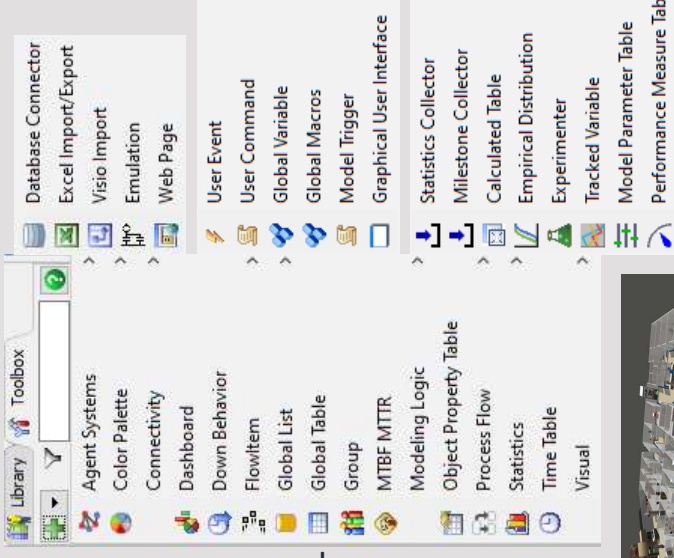 Library
Toolbox
Agent Systems
Color Palette
Connectivity
Dashboard
Down Behavior
FlowItem
Global List
Global Table
Group
MTBF MTTR
Modeling Logic
Object Property Table
Process Flow
Statistics
Time Table
Visual
Database Connector
Excel Import/Export
Visio Import
Emulation
Web Page
User Event
User Command
Global Variable
Global Macros
Model Trigger
Graphical User Interface
Statistics Collector
Milestone Collector
Calculated Table
Empirical Distribution
Experimenter
Tracked Variable
Model Parameter Table
Performance Measure Tab